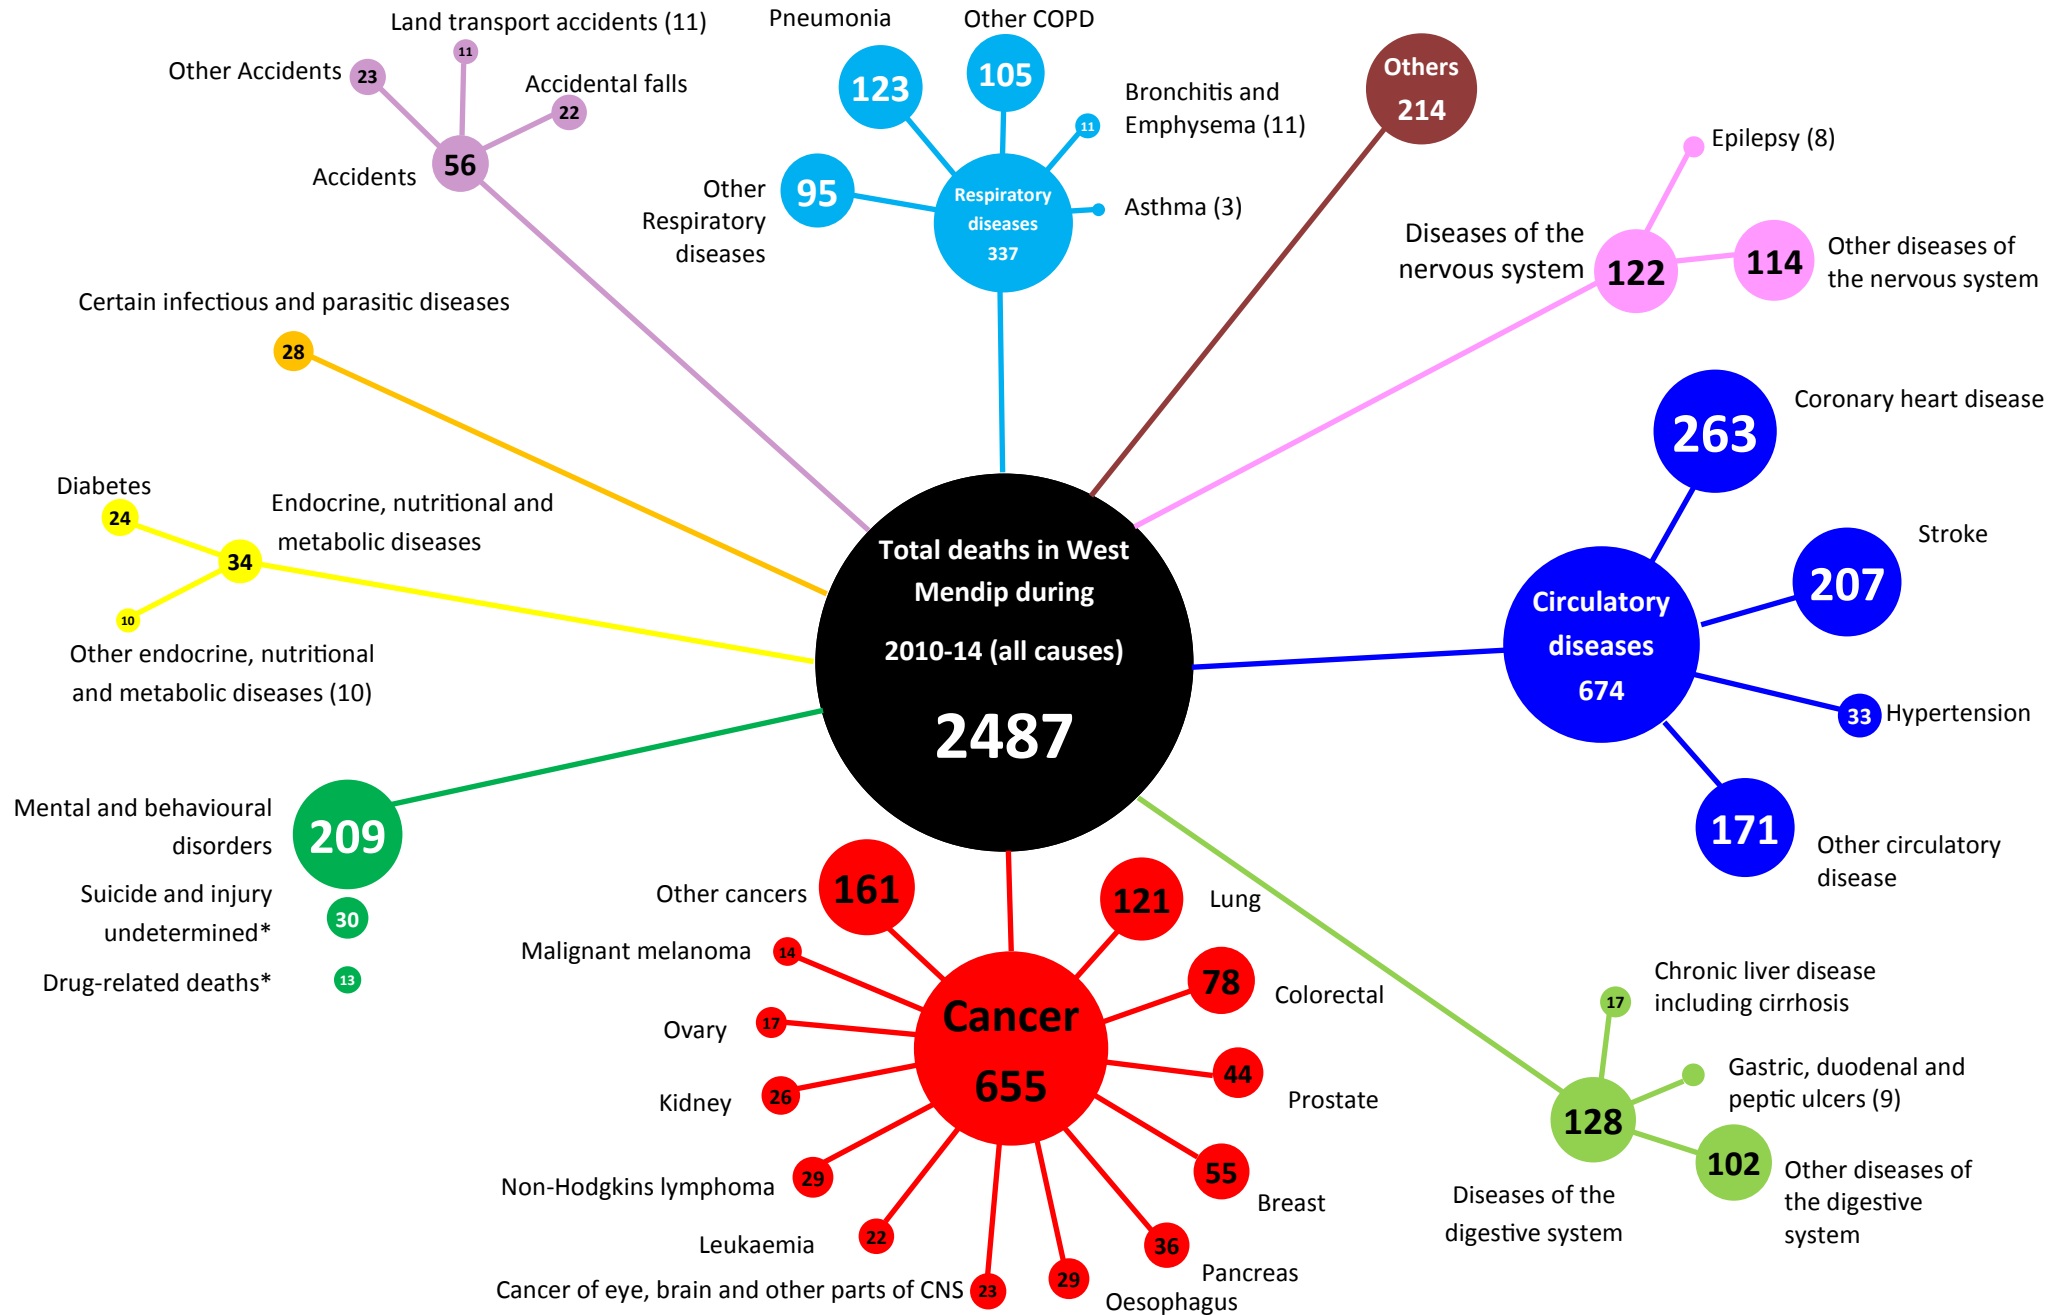 Land transport accidents (11)
11
Other Accidents
23
Accidental falls
22
Accidents
56
Pneumonia
123
Other COPD
105
Bronchitis and
Emphysema (11)
11
Other
Respiratory
diseases
95
Respiratory
diseases
337
Asthma (3)
Others
214
Epilepsy (8)
Diseases of the
nervous system
122
114
Other diseases of
the nervous system
Certain infectious and parasitic diseases
28
Coronary heart disease
263
Diabetes
24
Endocrine, nutritional and
metabolic diseases
34
10
Other endocrine, nutritional
and metabolic diseases (10)
Total deaths in West
Mendip during
2010-14 (all causes)
2487
Stroke
207
Circulatory
diseases
674
33
Hypertension
171
Other circulatory
disease
Mental and behavioural
disorders
209
Suicide and injury
undetermined*
30
Drug-related deaths*
13
Other cancers
161
121
Lung
Malignant melanoma
14
78
Colorectal
Ovary
17
Cancer
655
44
Prostate
Kidney
26
Non-Hodgkins lymphoma
29
55
Breast
Leukaemia
22
36
Pancreas
Cancer of eye, brain and other parts of CNS
23
29
Oesophagus
Chronic liver disease
including cirrhosis
17
Gastric, duodenal and
peptic ulcers (9)
128
102
Other diseases of
the digestive
system
Diseases of the
digestive system